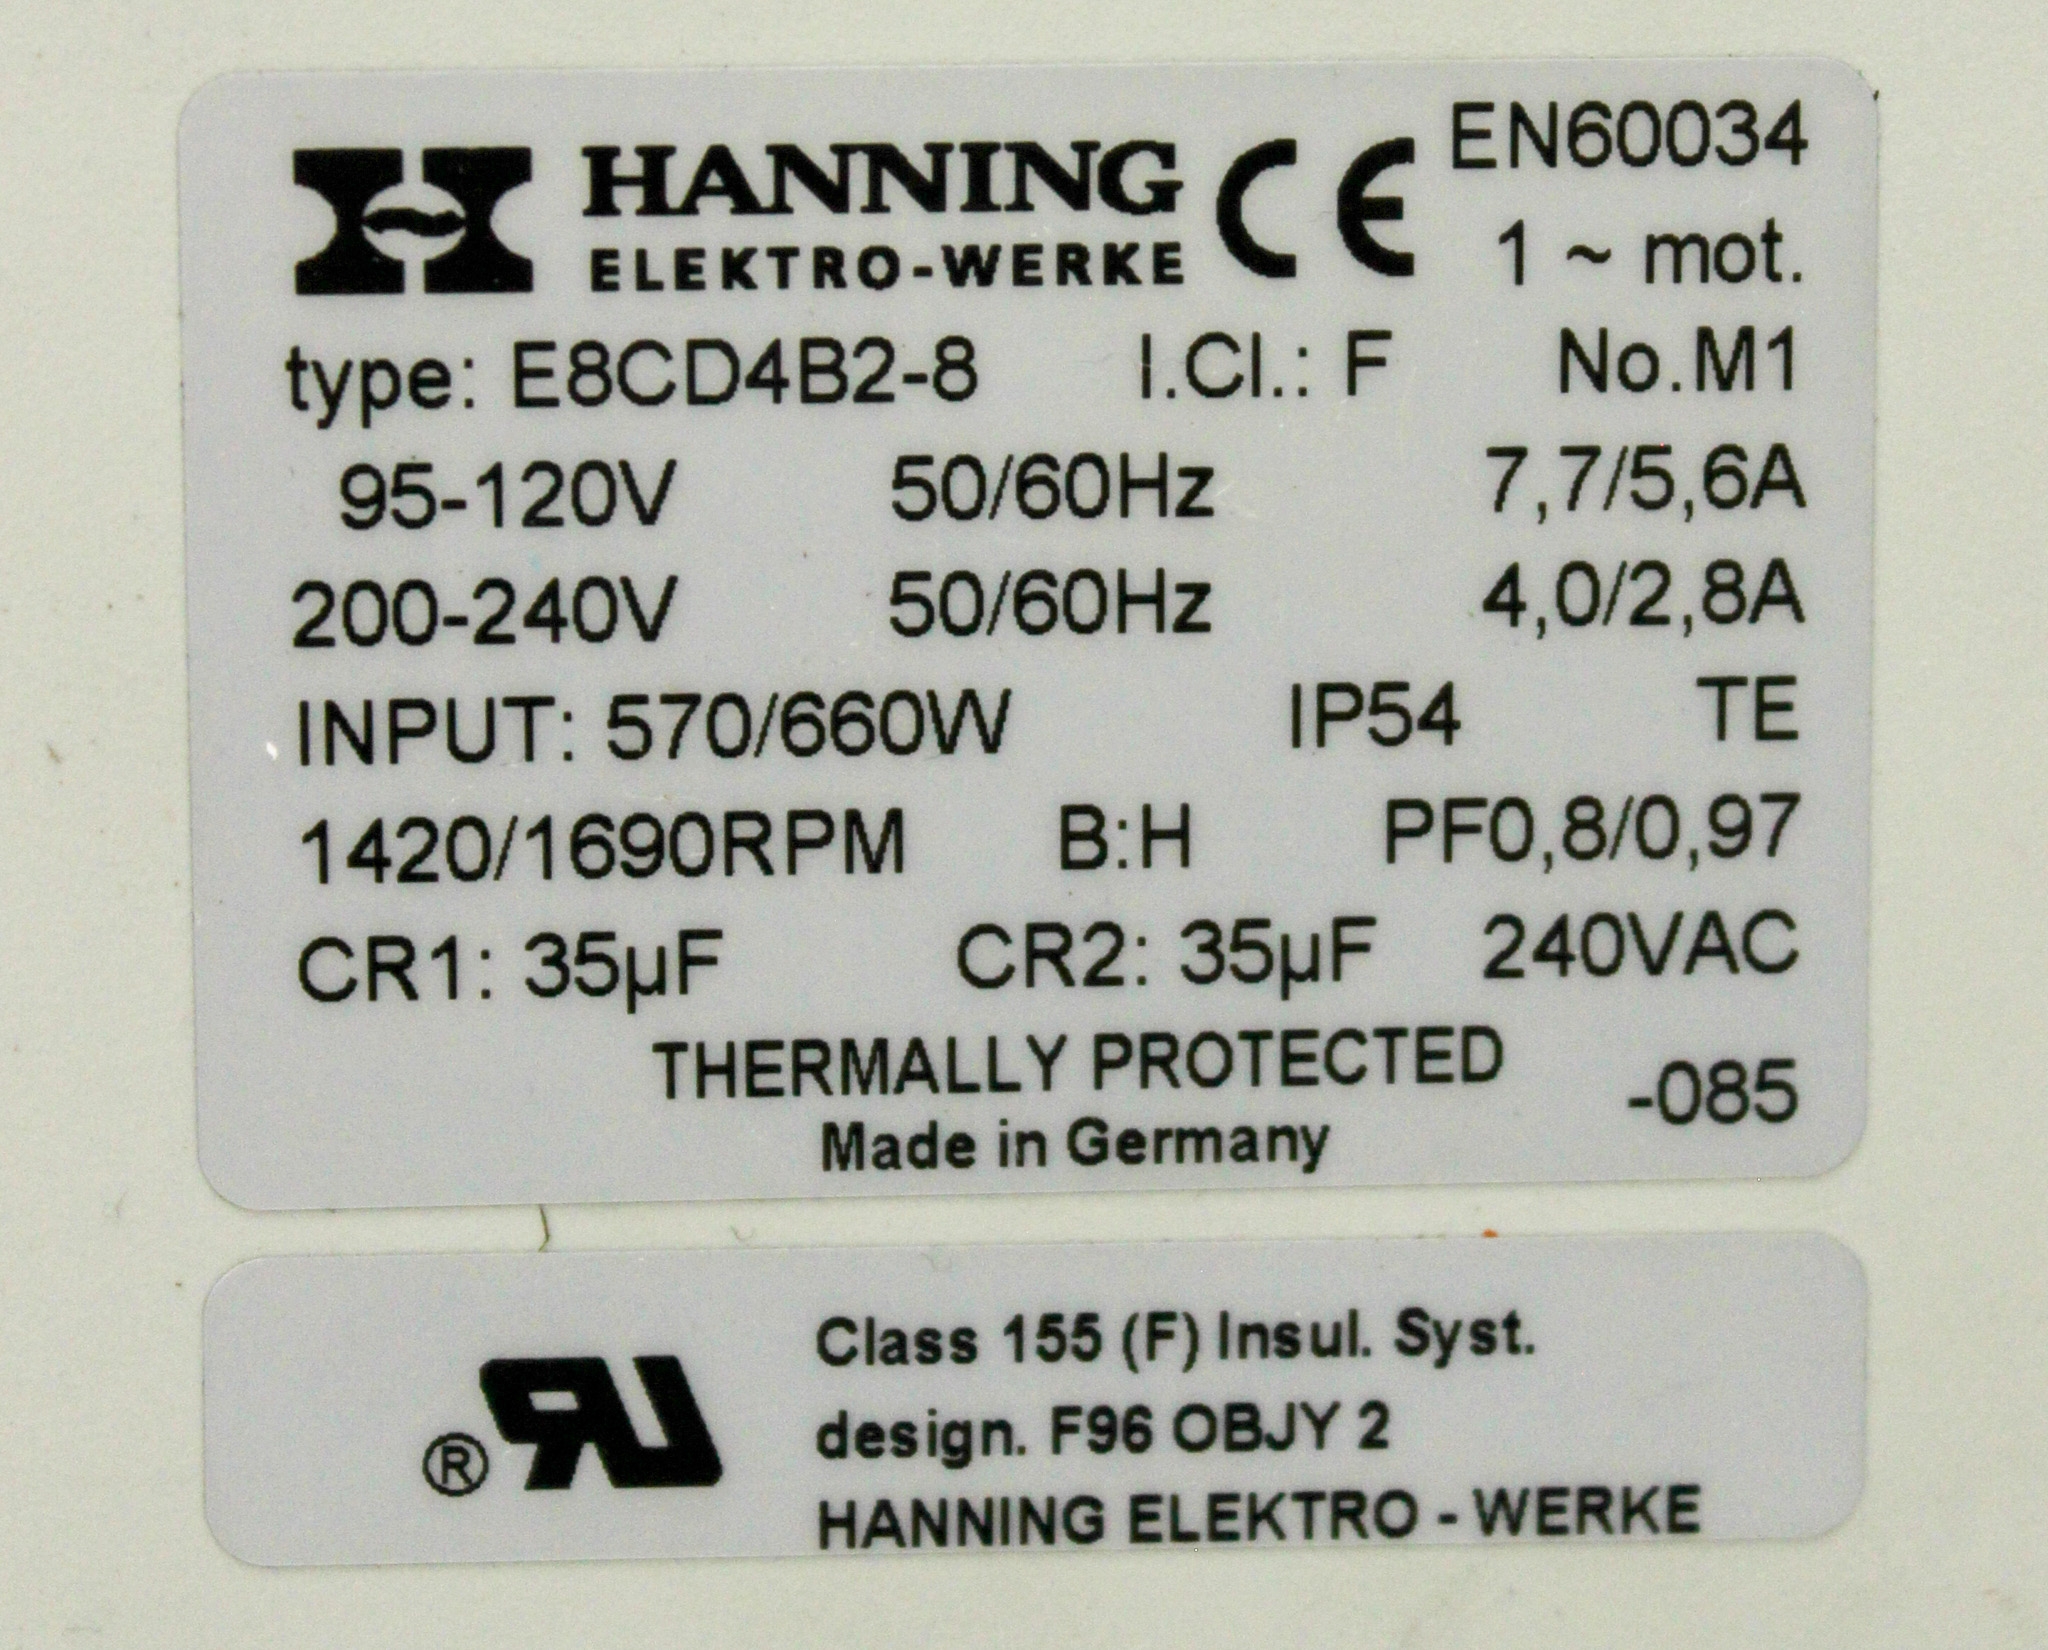 HANNING
ELEKTRO-WERKE
CE
EN60034
1 ~ mot.
type: E8CD4B2-8 I.Cl.: F No.M1
95-120V 50/60Hz 7,7/5,6A
200-240V 50/60Hz 4,0/2,8A
INPUT: 570/660W IP54 TE
1420/1690RPM B:H PF0,8/0,97
CR1: 35µF CR2: 35µF 240VAC
THERMALLY PROTECTED
-085
Made in Germany
Class 155 (F) Insul. Syst.
design. F96 OBJY 2
HANNING ELEKTRO - WERKE
® RU